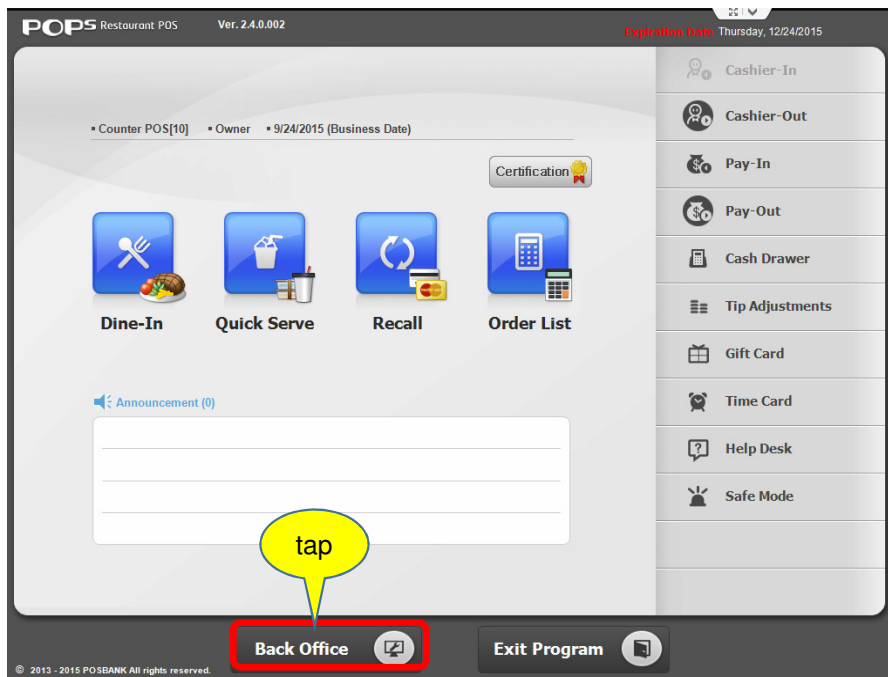 POPS Restaurant POS Ver. 2.4.0.002
Expiration Date Thursday, 12/24/2015
▪ Counter POS[10] ▪ Owner ▪ 9/24/2015 (Business Date)
Certification
Dine-In Quick Serve Recall Order List
Announcement (0)
Cashier-In
Cashier-Out
Pay-In
Pay-Out
Cash Drawer
Tip Adjustments
Gift Card
Time Card
Help Desk
Safe Mode
tap
Back Office
Exit Program
© 2013 - 2015 POSBANK All rights reserved.